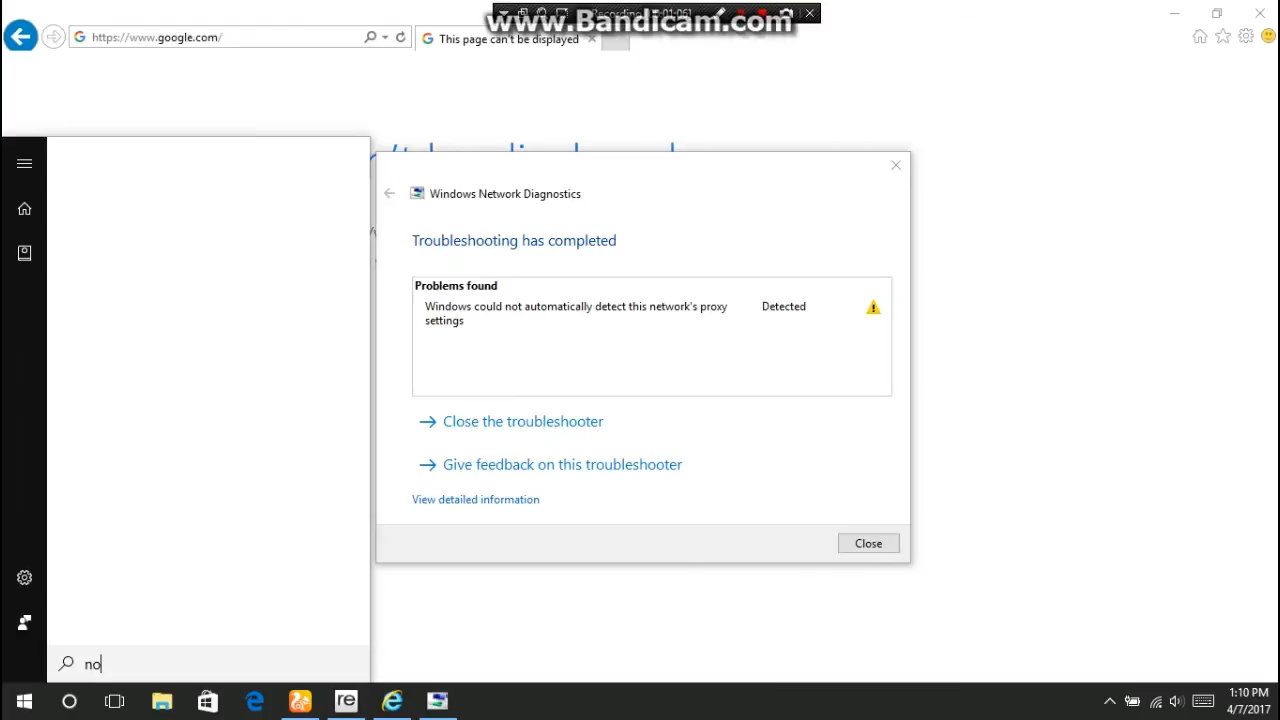 www.Bandicam.com
https://www.google.com/
This page can't be displayed
Windows Network Diagnostics
Troubleshooting has completed
Problems found
Windows could not automatically detect this network's proxy settings
Detected
Close the troubleshooter
Give feedback on this troubleshooter
View detailed information
Close
no
re
1:10 PM
4/7/2017